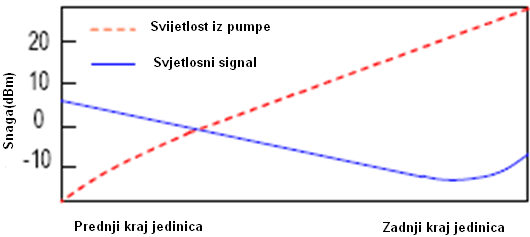 Snaga(dBm)
20
10
0
-10
Svijetlost iz pumpe
Svjetlosni signal
Prednji kraj jedinica
Zadnji kraj jedinica